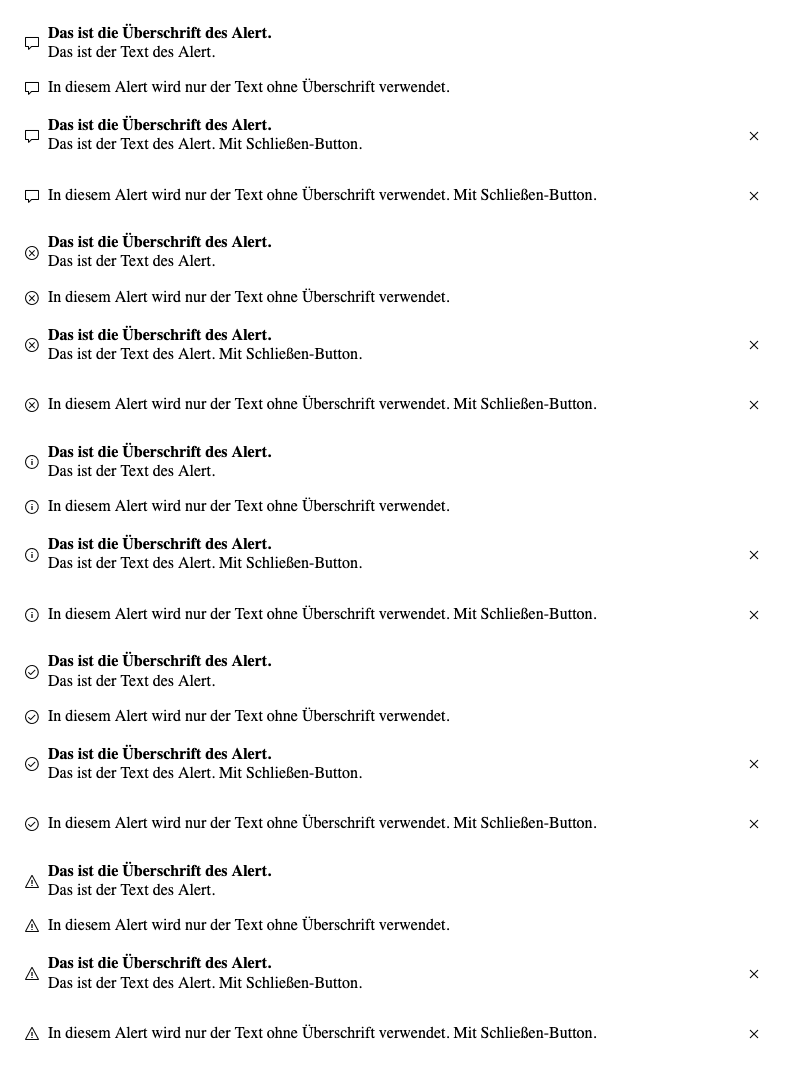 Das ist die Überschrift des Alert.
Das ist der Text des Alert.
In diesem Alert wird nur der Text ohne Überschrift verwendet.
Das ist die Überschrift des Alert.
Das ist der Text des Alert. Mit Schließen-Button.
In diesem Alert wird nur der Text ohne Überschrift verwendet. Mit Schließen-Button.
Das ist die Überschrift des Alert.
Das ist der Text des Alert.
In diesem Alert wird nur der Text ohne Überschrift verwendet.
Das ist die Überschrift des Alert.
Das ist der Text des Alert. Mit Schließen-Button.
In diesem Alert wird nur der Text ohne Überschrift verwendet. Mit Schließen-Button.
Das ist die Überschrift des Alert.
Das ist der Text des Alert.
In diesem Alert wird nur der Text ohne Überschrift verwendet.
Das ist die Überschrift des Alert.
Das ist der Text des Alert. Mit Schließen-Button.
In diesem Alert wird nur der Text ohne Überschrift verwendet. Mit Schließen-Button.
Das ist die Überschrift des Alert.
Das ist der Text des Alert.
In diesem Alert wird nur der Text ohne Überschrift verwendet.
Das ist die Überschrift des Alert.
Das ist der Text des Alert. Mit Schließen-Button.
In diesem Alert wird nur der Text ohne Überschrift verwendet. Mit Schließen-Button.
Das ist die Überschrift des Alert.
Das ist der Text des Alert.
In diesem Alert wird nur der Text ohne Überschrift verwendet.
Das ist die Überschrift des Alert.
Das ist der Text des Alert. Mit Schließen-Button.
In diesem Alert wird nur der Text ohne Überschrift verwendet. Mit Schließen-Button.